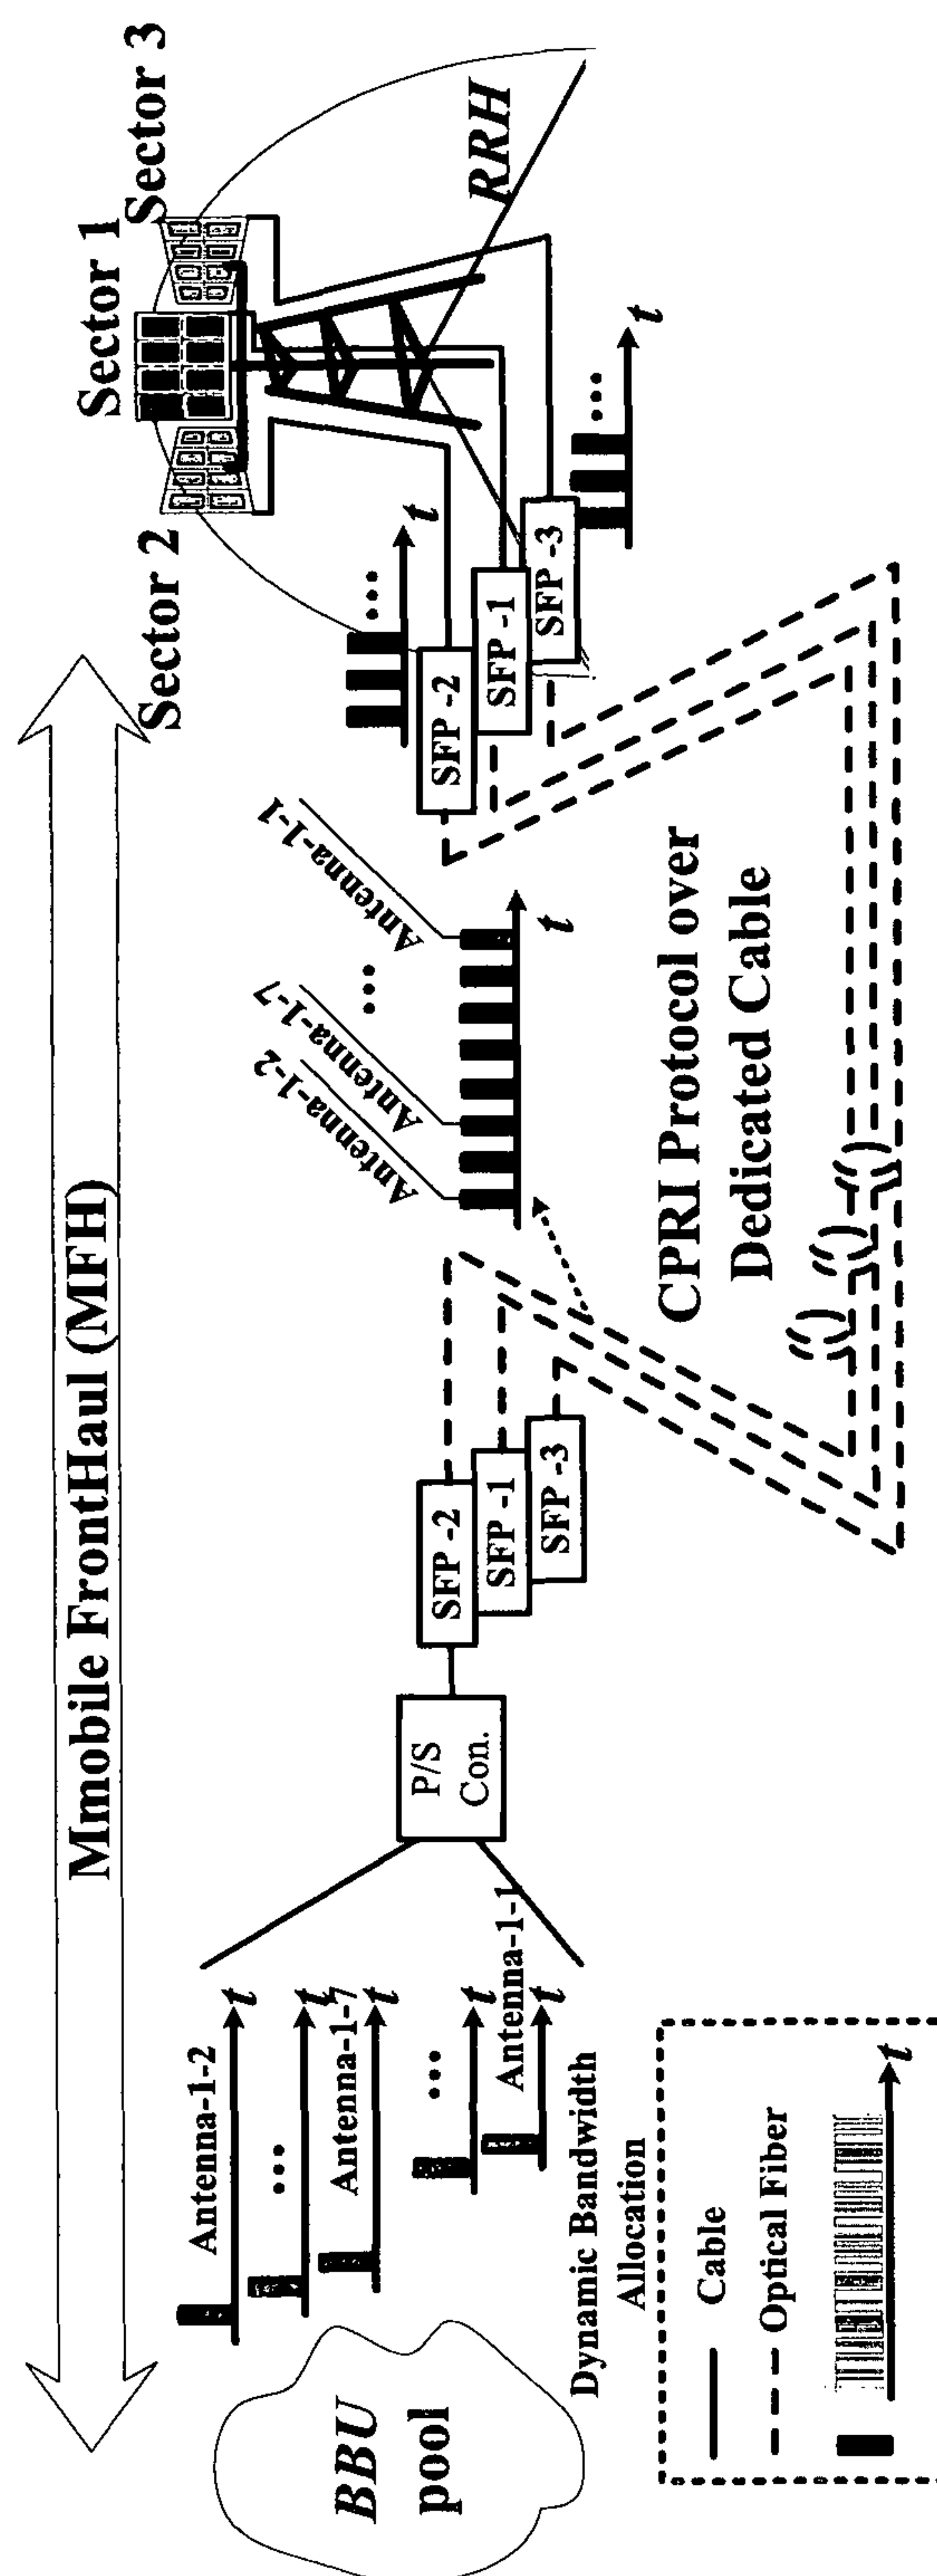 Mmobile FrontHaul (MFH)
BBU
pool
Antenna-1-2
t
...
t
Antenna-1-7
t
...
t
Antenna-1-1
t
Dynamic Bandwidth
Allocation
P/S
Con.
SFP -2
SFP -1
SFP -3
Antenna-1-2
Antenna-1-7
...
Antenna-1-1
t
CPRI Protocol over
Dedicated Cable
SFP -2
SFP -1
SFP -3
...
t
...
t
Sector 2
Sector 1
Sector 3
RRH
Cable
Optical Fiber
t